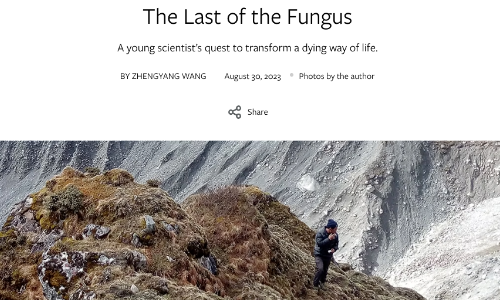 The Last of the Fungus
A young scientist's quest to transform a dying way of life.
BY ZHENGYANG WANG August 30, 2023 • Photos by the author
Share